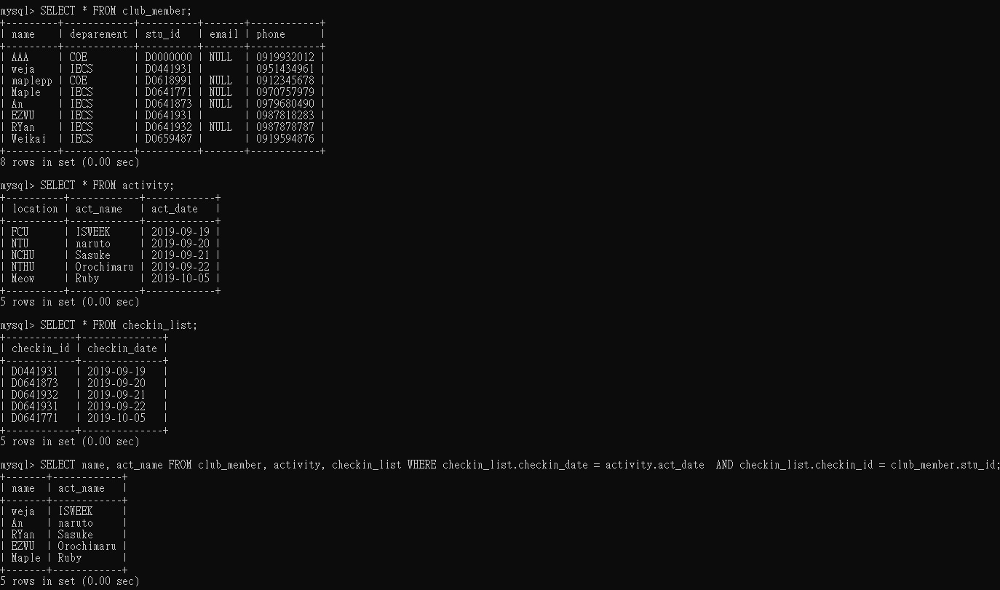 mysql> SELECT * FROM club_member;
+---------+------------+----------+-------+------------+
| name    | deparement | stu_id   | email | phone      |
+---------+------------+----------+-------+------------+
| AAA     | COE        | D0000000 | NULL  | 0919932012 |
| weja    | IECS       | D0441931 |       | 0951434961 |
| maplepp | COE        | D0618991 | NULL  | 0912345678 |
| Maple   | IECS       | D0641771 | NULL  | 0970757979 |
| An      | IECS       | D0641873 | NULL  | 0979680490 |
| EZWU    | IECS       | D0641931 |       | 0987818283 |
| RYan    | IECS       | D0641932 | NULL  | 0987878787 |
| Weikai  | IECS       | D0659487 |       | 0919594876 |
+---------+------------+----------+-------+------------+
8 rows in set (0.00 sec)

mysql> SELECT * FROM activity;
+----------+------------+------------+
| location | act_name   | act_date   |
+----------+------------+------------+
| FCU      | ISWEEK     | 2019-09-19 |
| NTU      | naruto     | 2019-09-20 |
| NCHU     | Sasuke     | 2019-09-21 |
| NTHU     | Orochimaru | 2019-09-22 |
| Meow     | Ruby       | 2019-10-05 |
+----------+------------+------------+
5 rows in set (0.00 sec)

mysql> SELECT * FROM checkin_list;
+------------+--------------+
| checkin_id | checkin_date |
+------------+--------------+
| D0441931   | 2019-09-19   |
| D0641873   | 2019-09-20   |
| D0641932   | 2019-09-21   |
| D0641931   | 2019-09-22   |
| D0641771   | 2019-10-05   |
+------------+--------------+
5 rows in set (0.00 sec)

mysql> SELECT name, act_name FROM club_member, activity, checkin_list WHERE checkin_list.checkin_date = activity.act_date  AND checkin_list.checkin_id = club_member.stu_id;
+-------+------------+
| name  | act_name   |
+-------+------------+
| weja  | ISWEEK     |
| An    | naruto     |
| RYan  | Sasuke     |
| EZWU  | Orochimaru |
| Maple | Ruby       |
+-------+------------+
5 rows in set (0.00 sec)